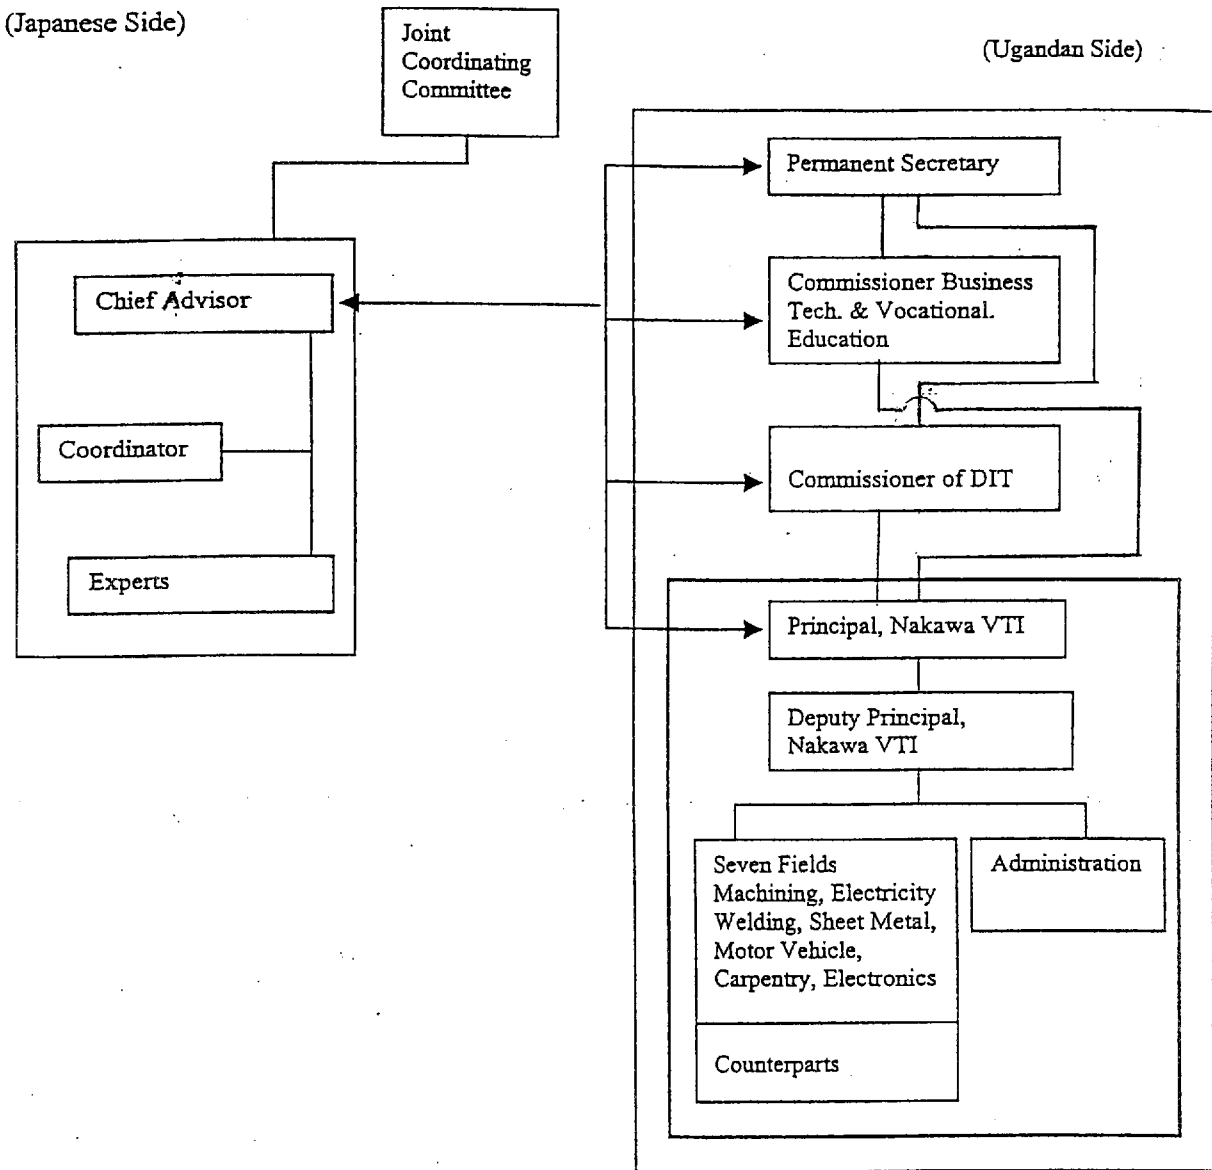 (Japanese Side)
Joint
Coordinating
Committee
(Ugandan Side)
Permanent Secretary
Chief Advisor
Commissioner Business
Tech. & Vocational.
Education
Coordinator
Commissioner of DIT
Experts
Principal, Nakawa VTI
Deputy Principal,
Nakawa VTI
Seven Fields
Machining, Electricity
Welding, Sheet Metal,
Motor Vehicle,
Carpentry, Electronics
Administration
Counterparts